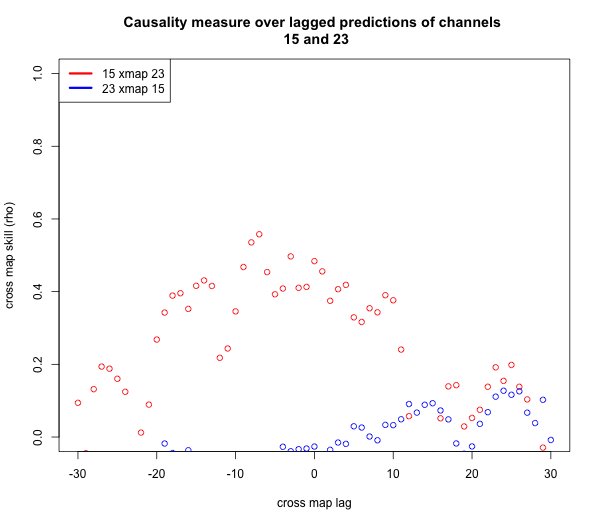 Causality measure over lagged predictions of channels
15 and 23
15 xmap 23
23 xmap 15
cross map skill (rho)
1.0
0.8
0.6
0.4
0.2
0.0
-30
-20
-10
0
10
20
30
cross map lag